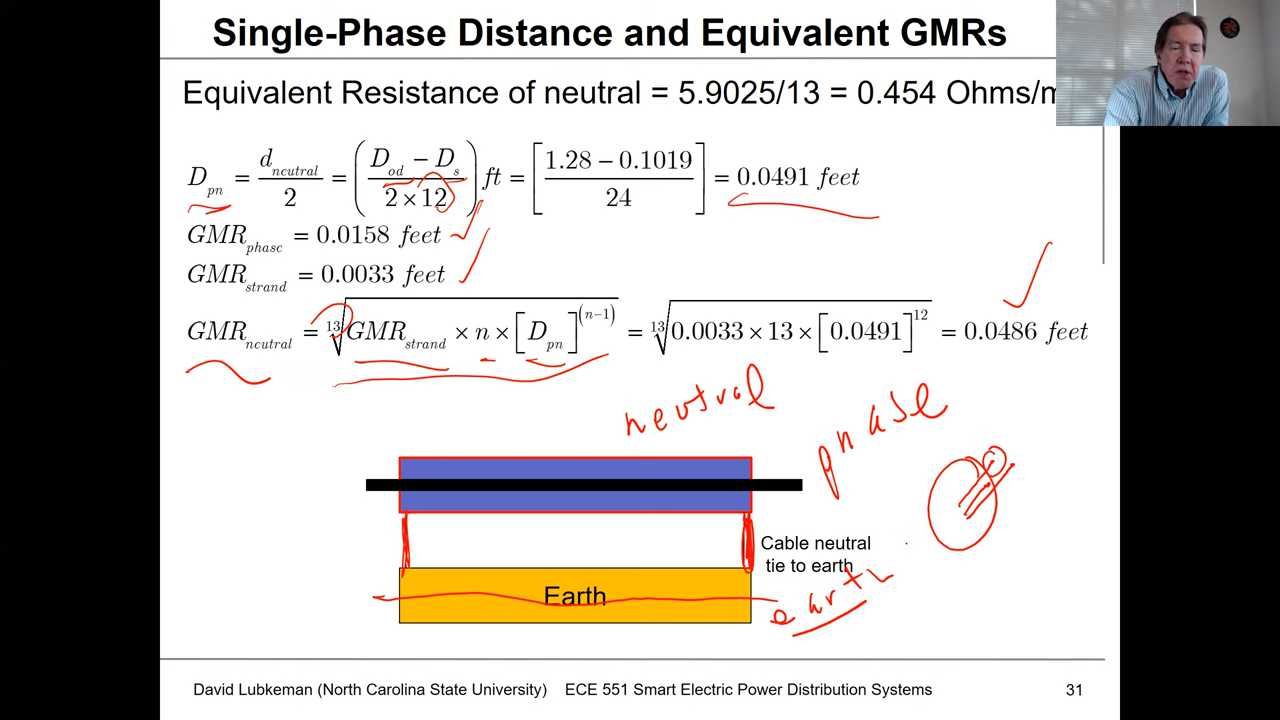 Single-Phase Distance and Equivalent GMRs
Equivalent Resistance of neutral = 5.9025/13 = 0.454 Ohms/m
D_pn = d_neutral / 2 = ((D_od − D_s) / (2 × 12)) ft = [(1.28 − 0.1019) / 24] = 0.0491 feet
GMR_phase = 0.0158 feet
GMR_strand = 0.0033 feet
GMR_neutral = ¹³√(GMR_strand × n × [D_pn]^(n−1)) = ¹³√(0.0033 × 13 × [0.0491]^12) = 0.0486 feet
neutral
phase
Cable neutral
tie to earth
Earth
earth
David Lubkeman (North Carolina State University) ECE 551 Smart Electric Power Distribution Systems 31